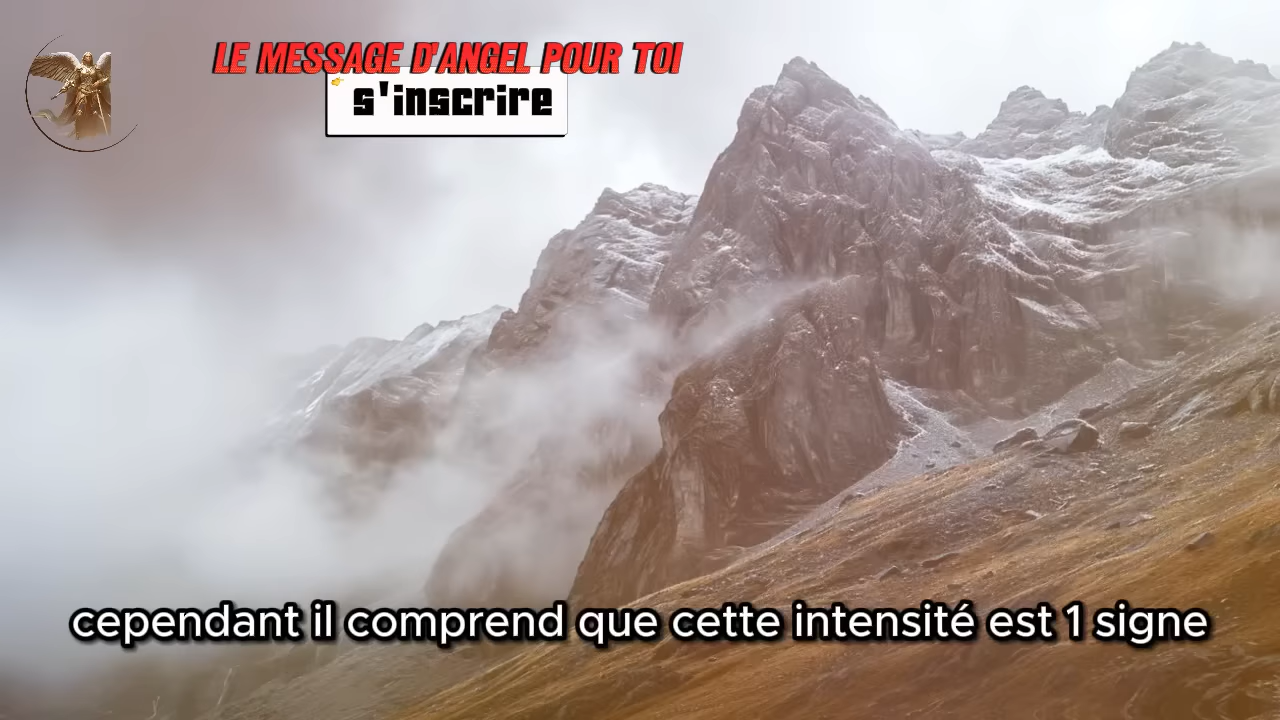 LE MESSAGE D'ANGEL POUR TOI
s'inscrire
cependant il comprend que cette intensité est 1 signe